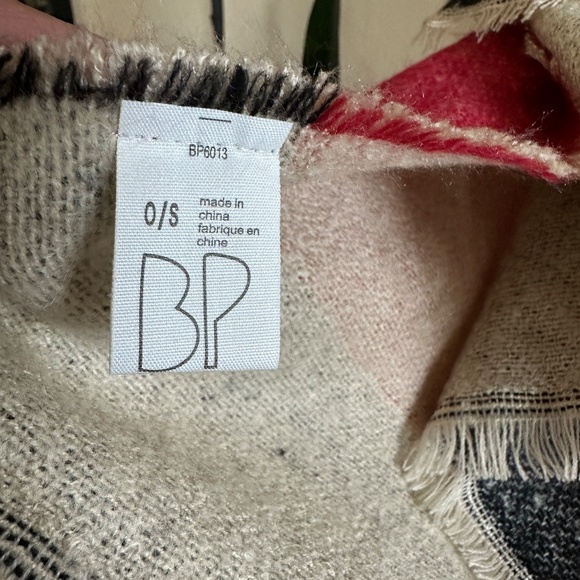 BP6013
O/S
made in
china
fabrique en
chine
BP